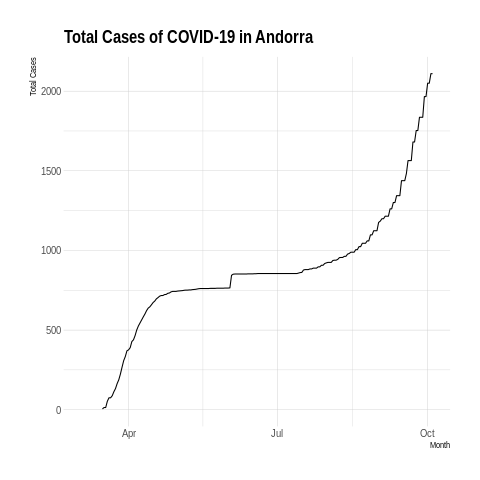 Total Cases of COVID-19 in Andorra
Total Cases
2000
1500
1000
500
0
Apr Jul Oct
Month